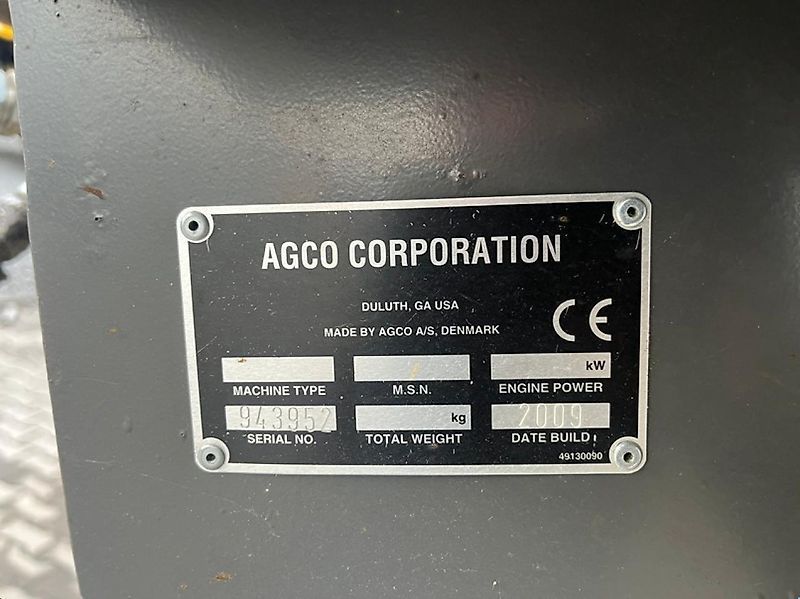 AGCO CORPORATION
DULUTH, GA USA
MADE BY AGCO A/S, DENMARK
CE
kW
MACHINE TYPE M.S.N. ENGINE POWER
943952 kg 2009
SERIAL NO. TOTAL WEIGHT DATE BUILD
49130090